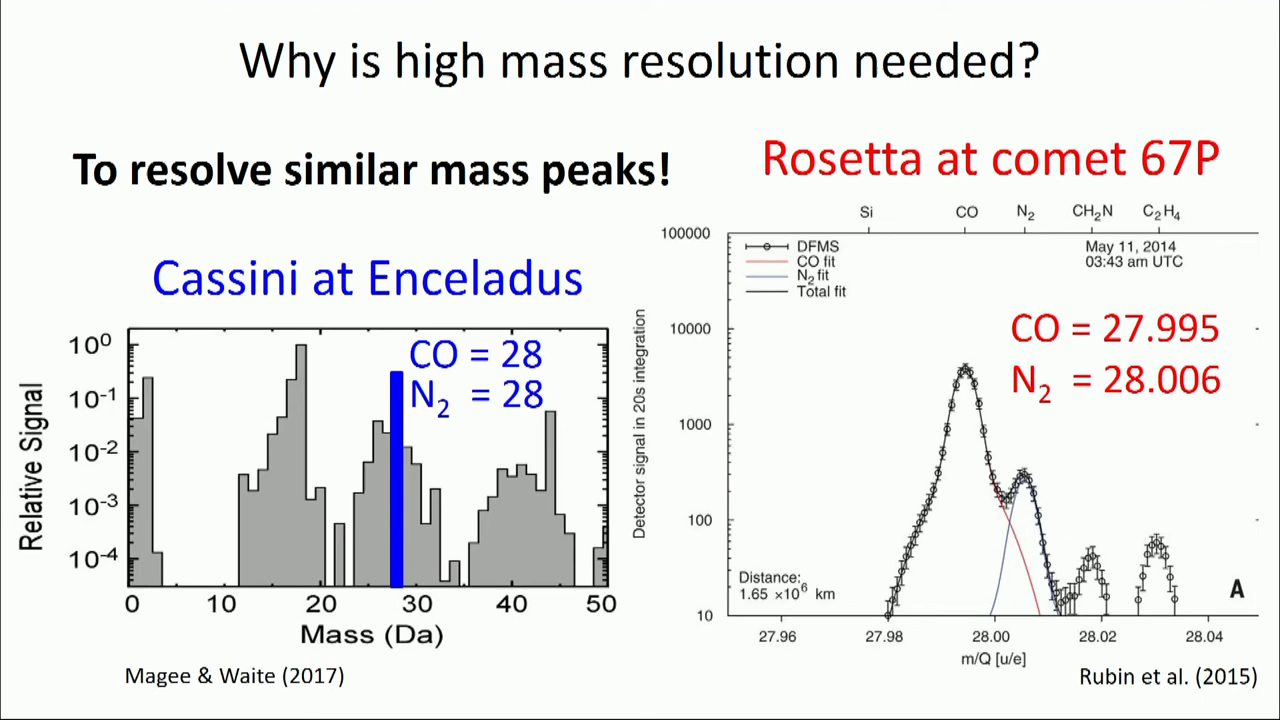 Why is high mass resolution needed?
To resolve similar mass peaks!
Rosetta at comet 67P
Cassini at Enceladus
CO = 28
N₂ = 28
Relative Signal
10⁰
10⁻¹
10⁻²
10⁻³
10⁻⁴
0 10 20 30 40 50
Mass (Da)
Magee & Waite (2017)
Si CO N₂ CH₂N C₂H₄
DFMS
CO fit
N₂ fit
Total fit
May 11, 2014
03:43 am UTC
CO = 27.995
N₂ = 28.006
Detector signal in 20s integration
100000
10000
1000
100
10
Distance:
1.65 ×10⁶ km
A
27.96 27.98 28.00 28.02 28.04
m/Q [u/e]
Rubin et al. (2015)